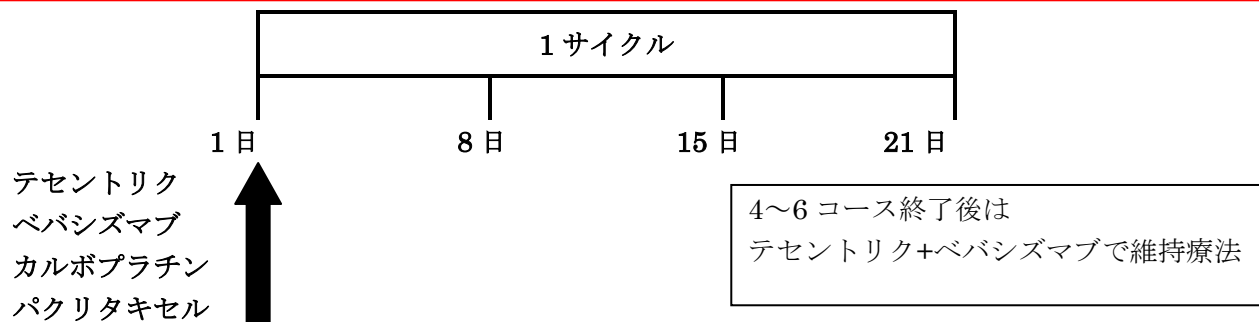 1サイクル
1日
8日
15日
21日
テセントリク
ベバシズマブ
カルボプラチン
パクリタキセル
4～6コース終了後は
テセントリク+ベバシズマブで維持療法